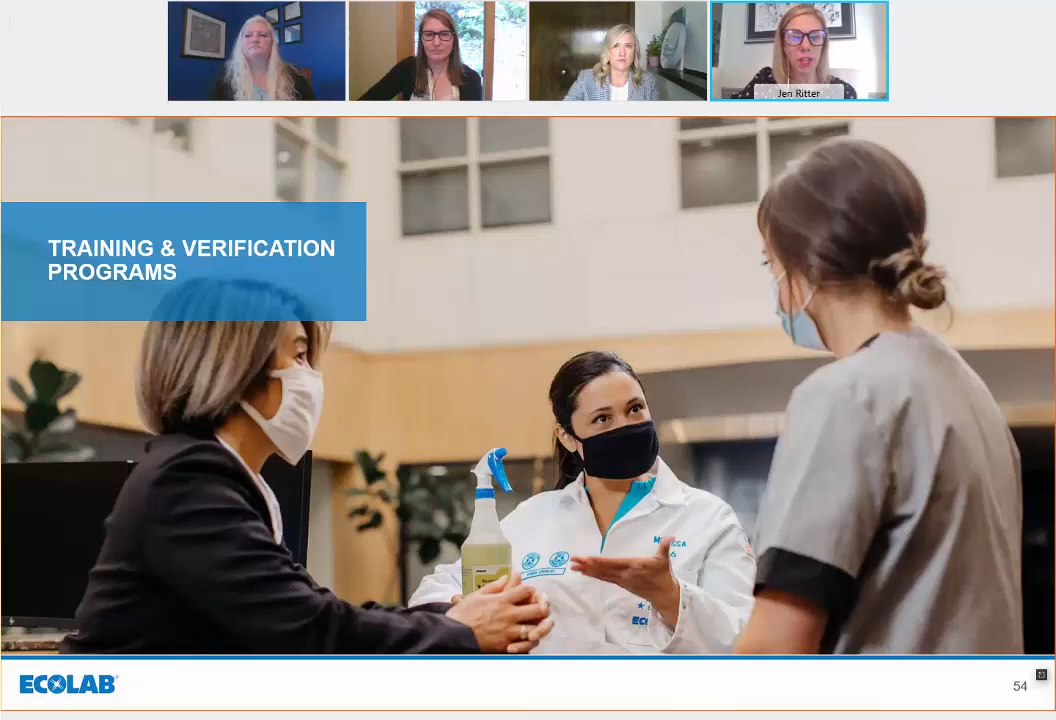 Jen Ritter
TRAINING & VERIFICATION
PROGRAMS
ECOLAB
54